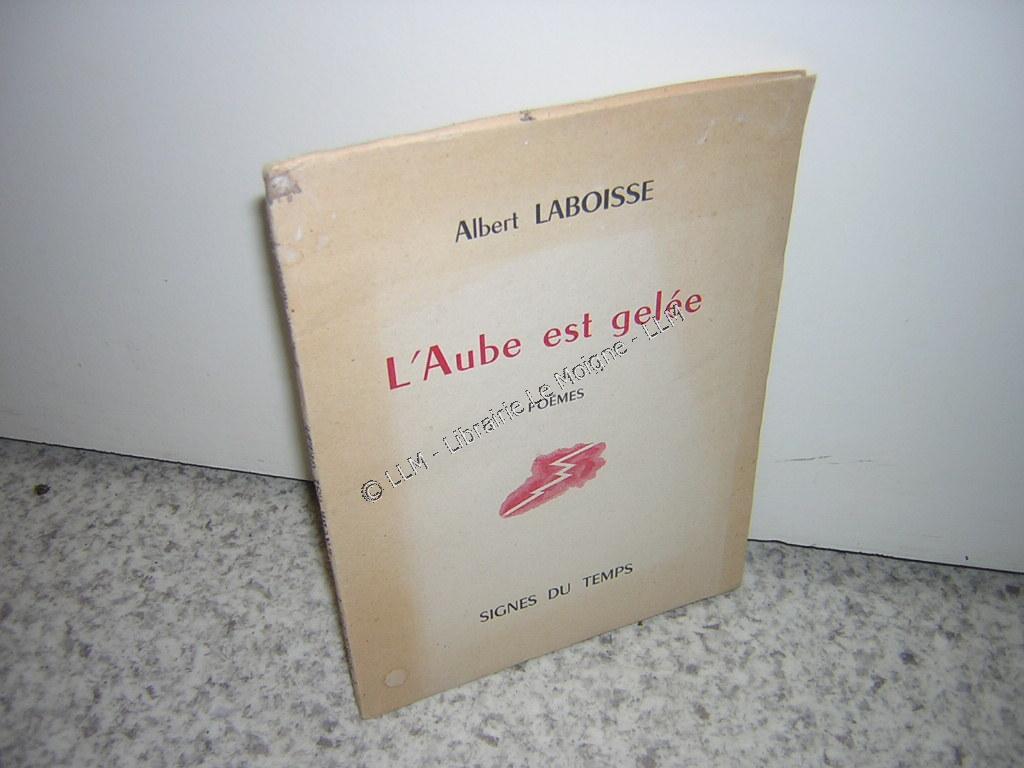 Albert LABOISSE
L'Aube est gelée
POÈMES
© LLM - Librairie Le Moigne - LLM
SIGNES DU TEMPS